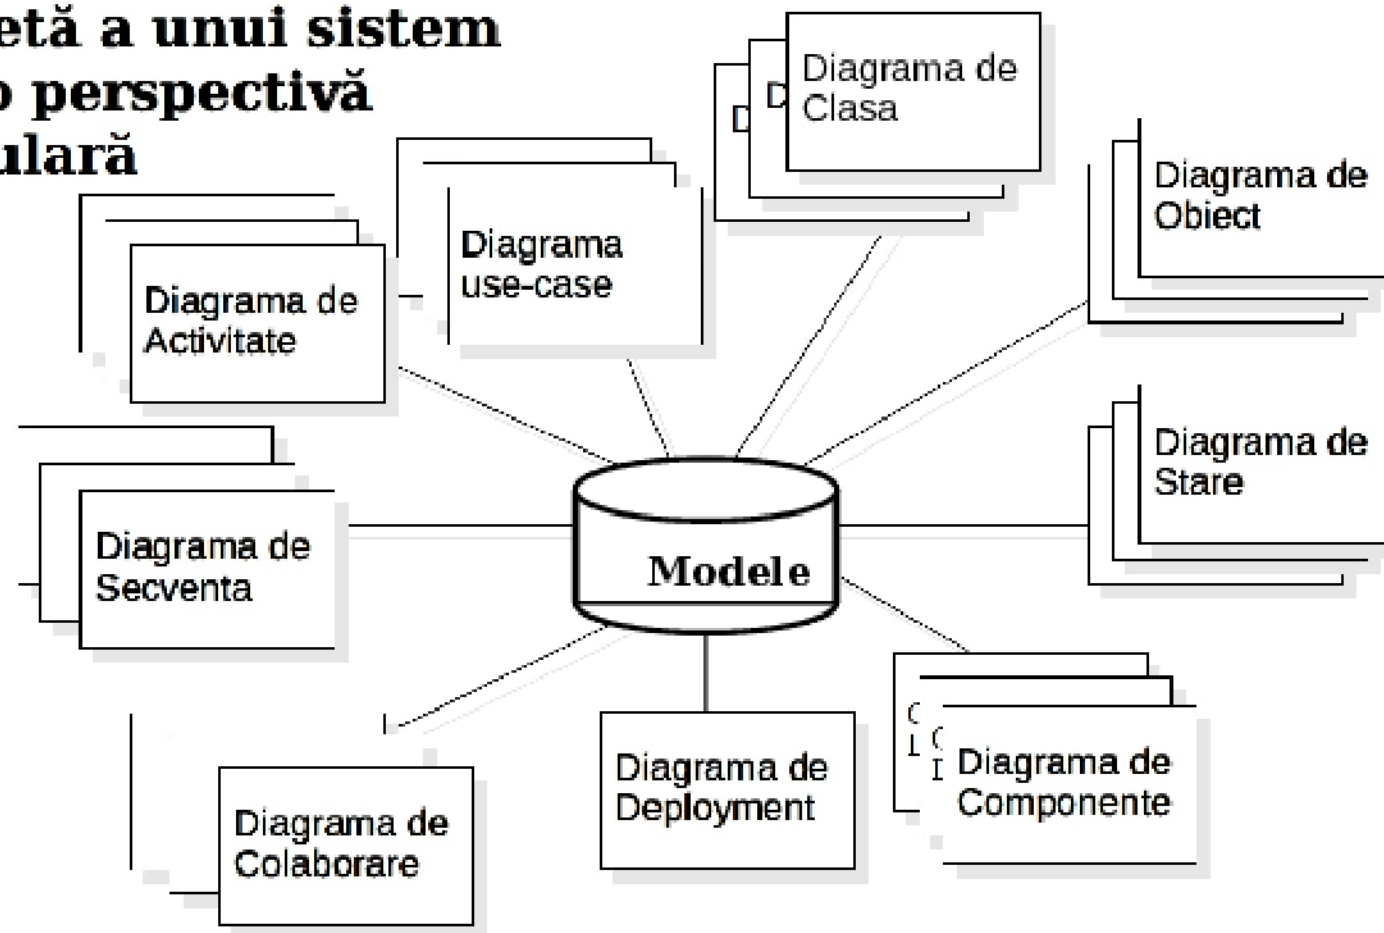 etă a unui sistem
o perspectivă
ulară
Diagrama de
Clasa
Diagrama de
Obiect
Diagrama
use-case
Diagrama de
Activitate
Diagrama de
Stare
Diagrama de
Secventa
Modele
Diagrama de
Componente
Diagrama de
Deployment
Diagrama de
Colaborare